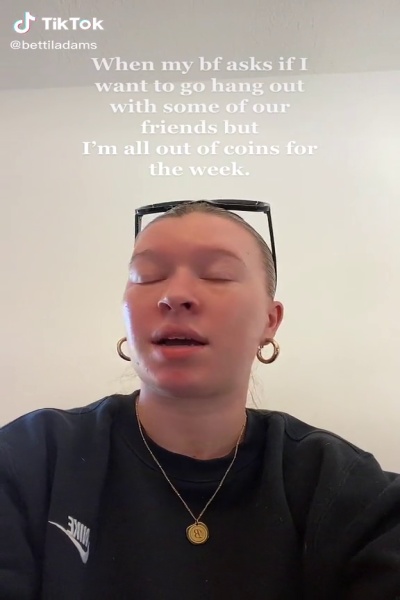 TikTok
@bettiladams
When my bf asks if I
want to go hang out
with some of our
friends but
I'm all out of coins for
the week.
NIKE